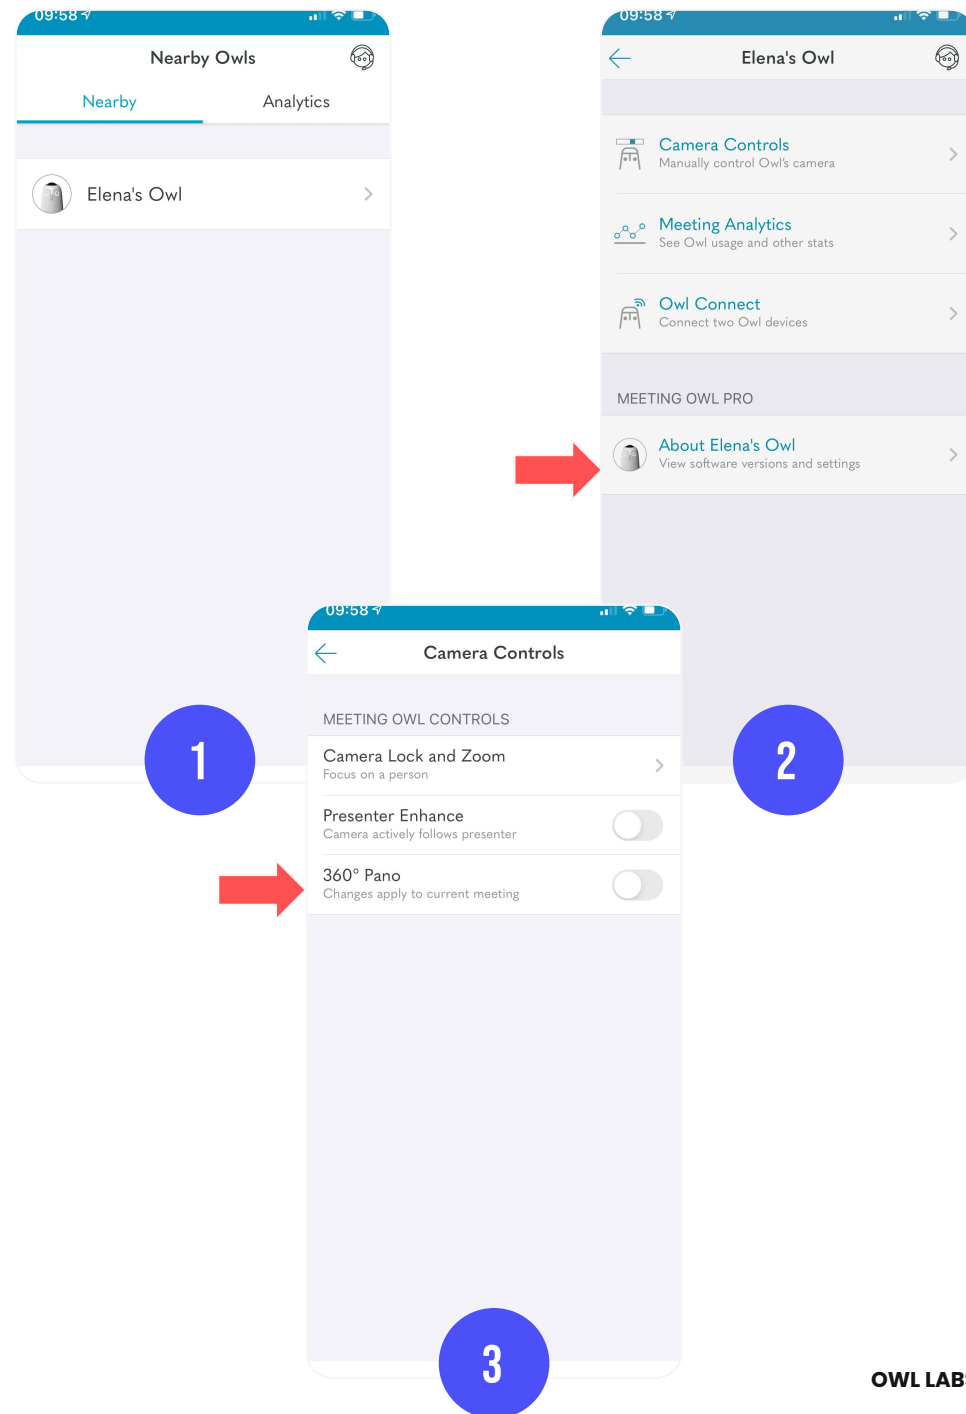 09:58
Nearby Owls
Nearby
Analytics
Elena's Owl
1
09:58
Elena's Owl
Camera Controls
Manually control Owl's camera
Meeting Analytics
See Owl usage and other stats
Owl Connect
Connect two Owl devices
MEETING OWL PRO
About Elena's Owl
View software versions and settings
2
09:58
Camera Controls
MEETING OWL CONTROLS
Camera Lock and Zoom
Focus on a person
Presenter Enhance
Camera actively follows presenter
360° Pano
Changes apply to current meeting
3
OWL LABS